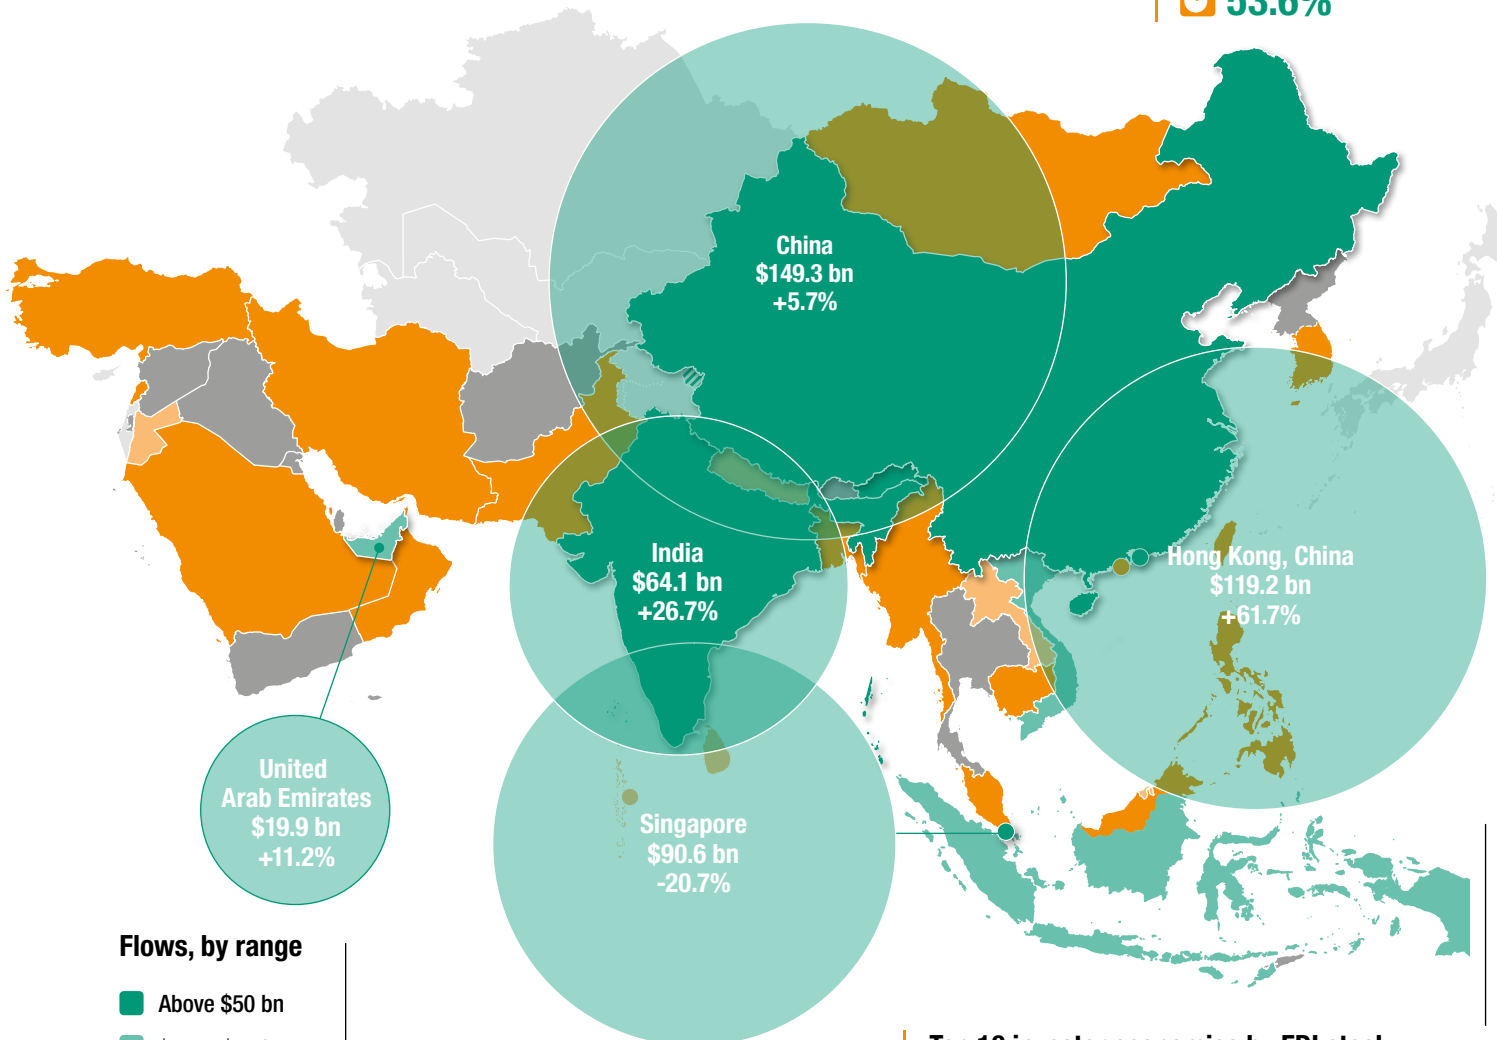 53.6%
China
$149.3 bn
+5.7%
India
$64.1 bn
+26.7%
Hong Kong, China
$119.2 bn
+61.7%
United
Arab Emirates
$19.9 bn
+11.2%
Singapore
$90.6 bn
-20.7%
Flows, by range
Above $50 bn